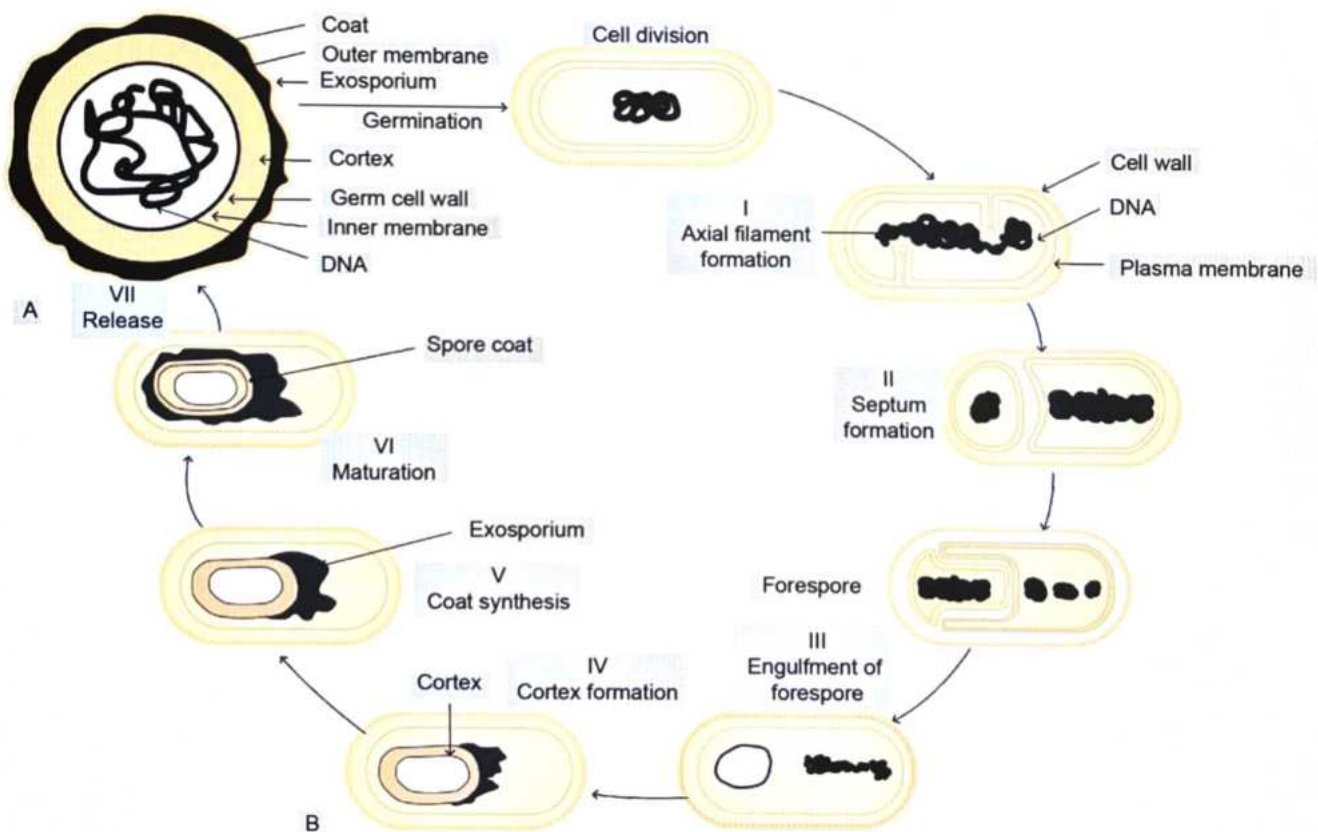 Coat
Outer membrane
Exosporium
Germination
Cortex
Germ cell wall
Inner membrane
DNA
A
Cell division
I
Axial filament
formation
Cell wall
DNA
Plasma membrane
II
Septum
formation
Forespore
III
Engulfment of
forespore
IV
Cortex formation
Cortex
B
V
Coat synthesis
Exosporium
VI
Maturation
Spore coat
VII
Release